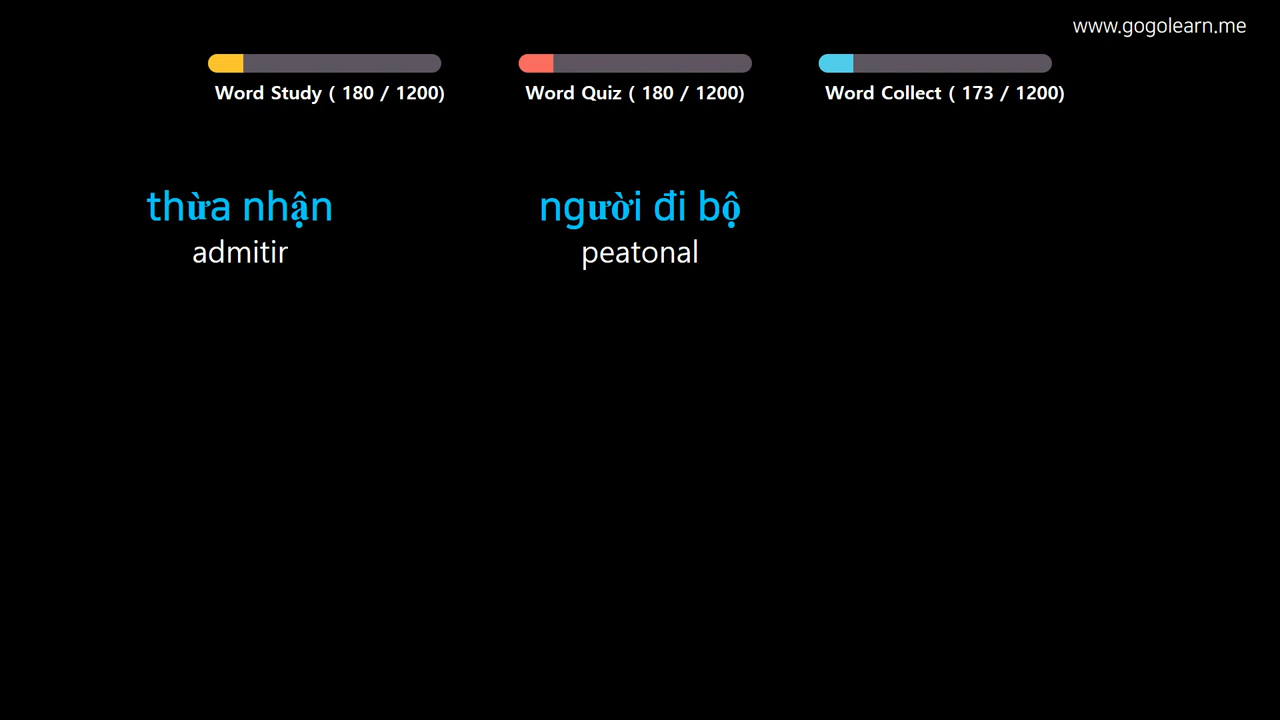 www.gogolearn.me
Word Study ( 180 / 1200)
Word Quiz ( 180 / 1200)
Word Collect ( 173 / 1200)
thừa nhận
admitir
người đi bộ
peatonal